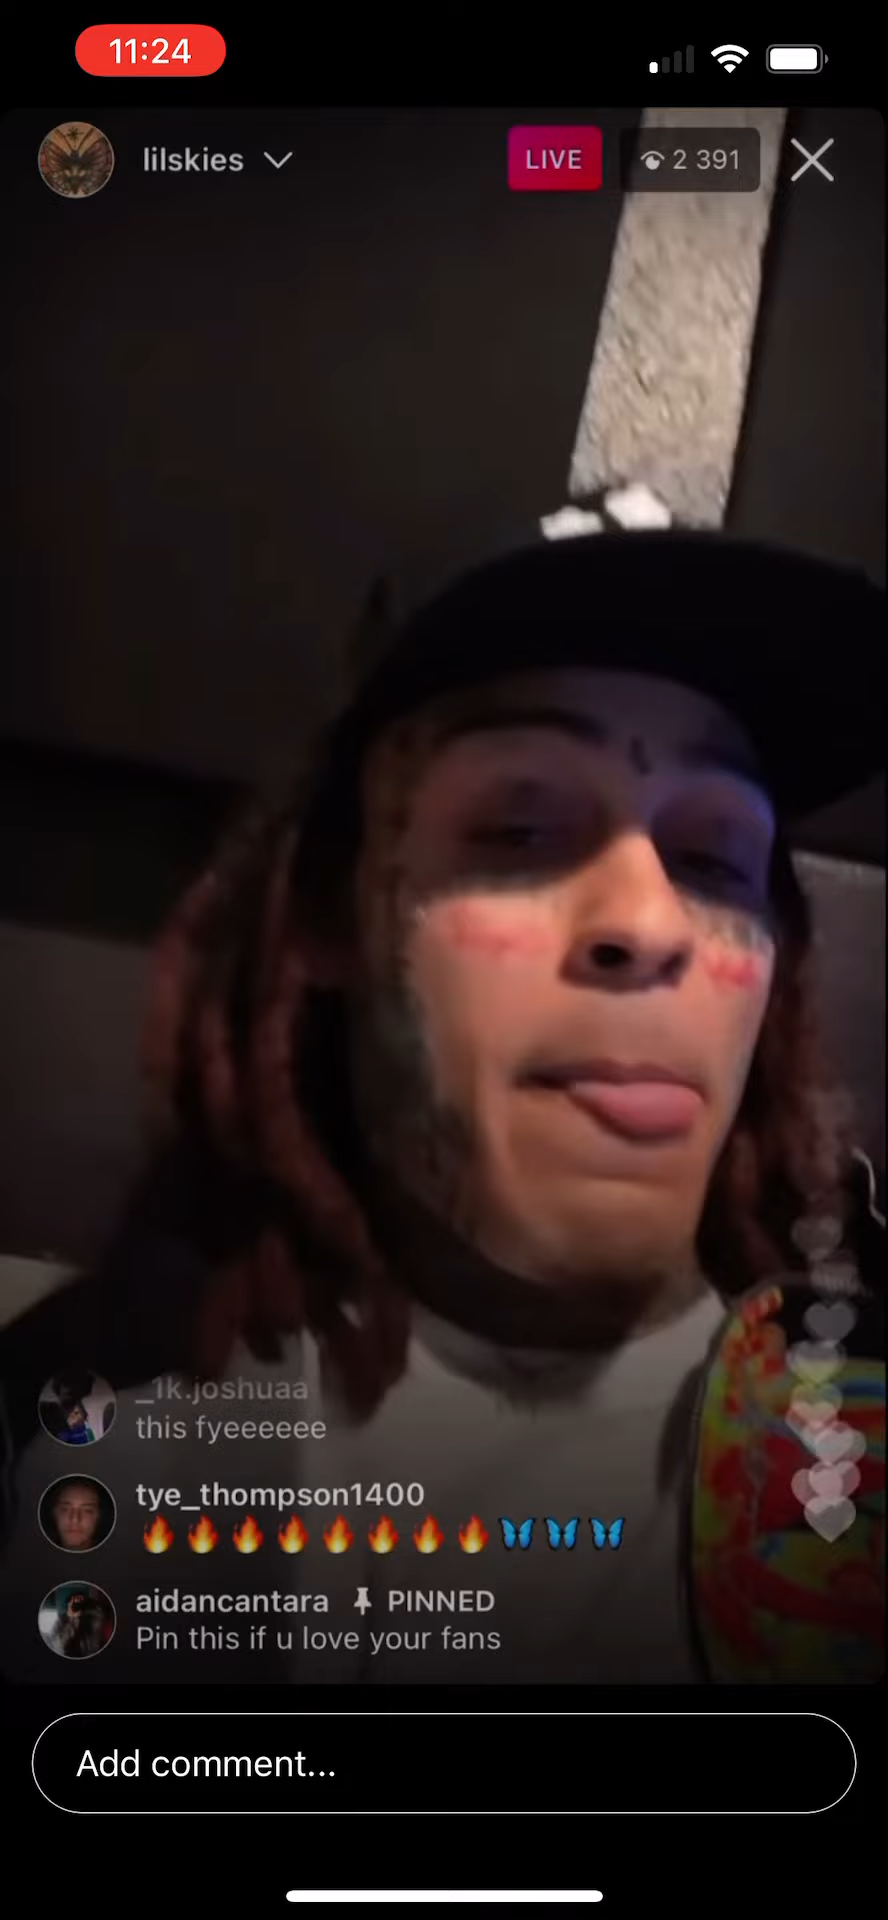 11:24
lilskies
LIVE
2 391
_1k.joshuaa
this fyeeeeee
tye_thompson1400
🔥🔥🔥🔥🔥🔥🔥🔥🦋🦋🦋
aidancantara 📌 PINNED
Pin this if u love your fans
Add comment...